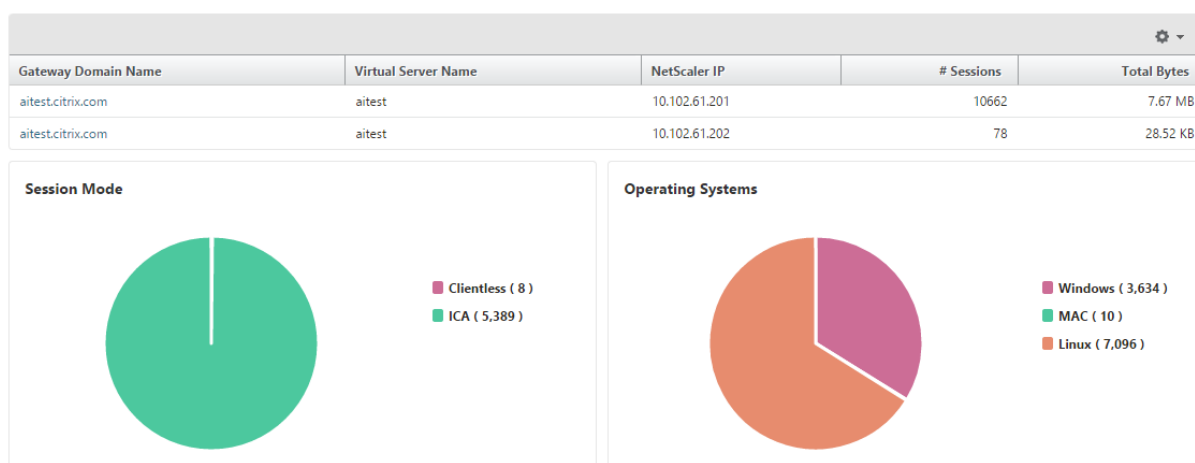 Gateway Domain Name Virtual Server Name NetScaler IP # Sessions Total Bytes
aitest.citrix.com aitest 10.102.61.201 10662 7.67 MB
aitest.citrix.com aitest 10.102.61.202 78 28.52 KB
Session Mode
Clientless ( 8 )
ICA ( 5,389 )
Operating Systems
Windows ( 3,634 )
MAC ( 10 )
Linux ( 7,096 )